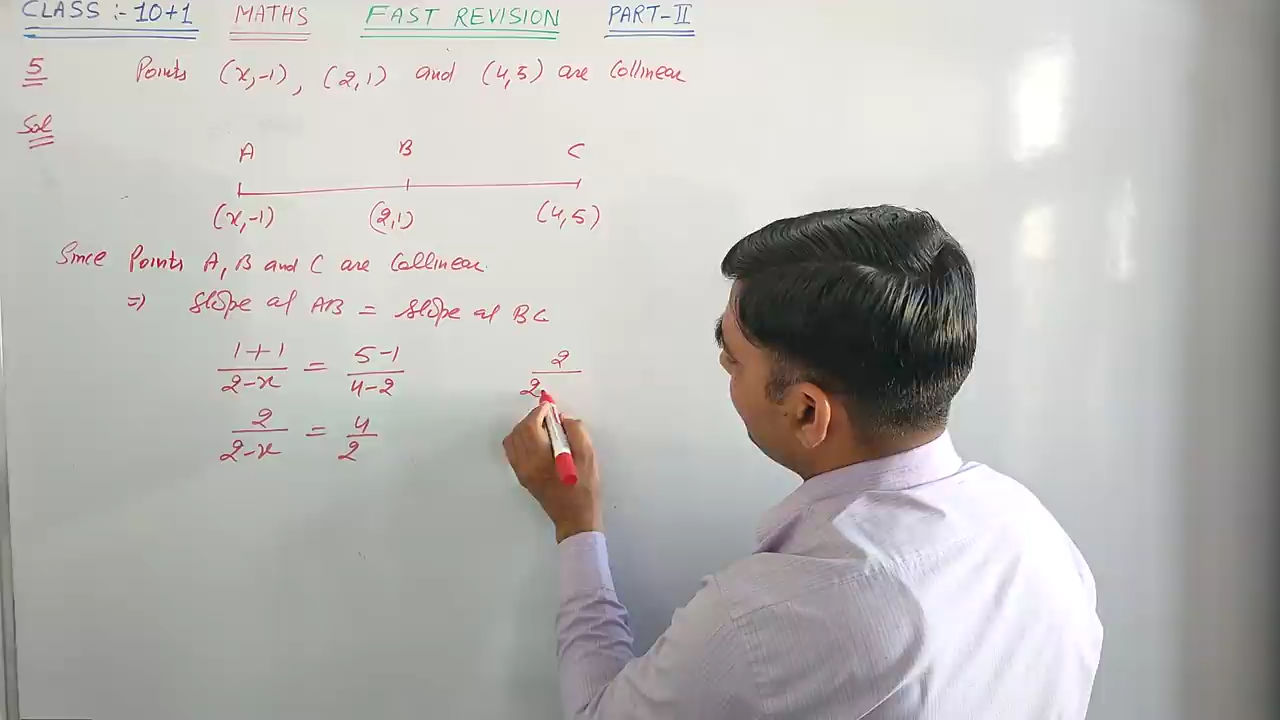 CLASS :- 10+1 MATHS FAST REVISION PART-II
5 Points (x,-1), (2,1) and (4,5) are Collinear
Sol
A B C
(x,-1) (2,1) (4,5)
Since Points A, B and C are Collinear.
⇒ Slope of AB = Slope of BC
1+1 / 2-x = 5-1 / 4-2
2 / 2-x = 4 / 2
2 / 2